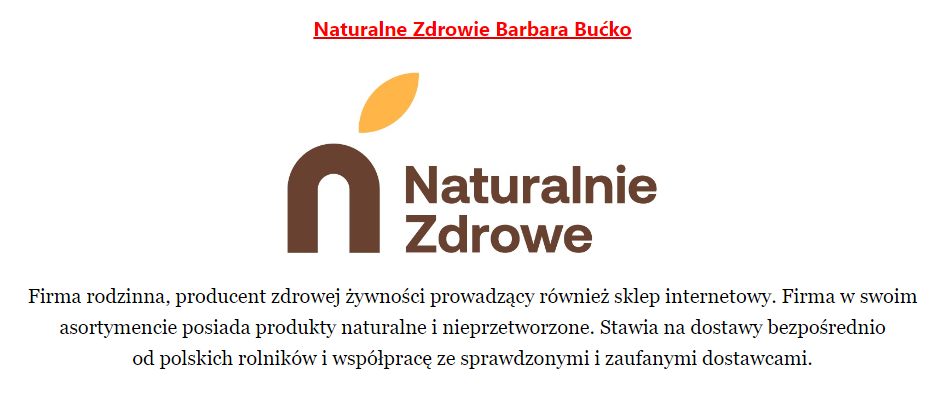 Naturalne Zdrowie Barbara Bućko
Naturalnie
Zdrowe
Firma rodzinna, producent zdrowej żywności prowadzący również sklep internetowy. Firma w swoim
asortymencie posiada produkty naturalne i nieprzetworzone. Stawia na dostawy bezpośrednio
od polskich rolników i współpracę ze sprawdzonymi i zaufanymi dostawcami.